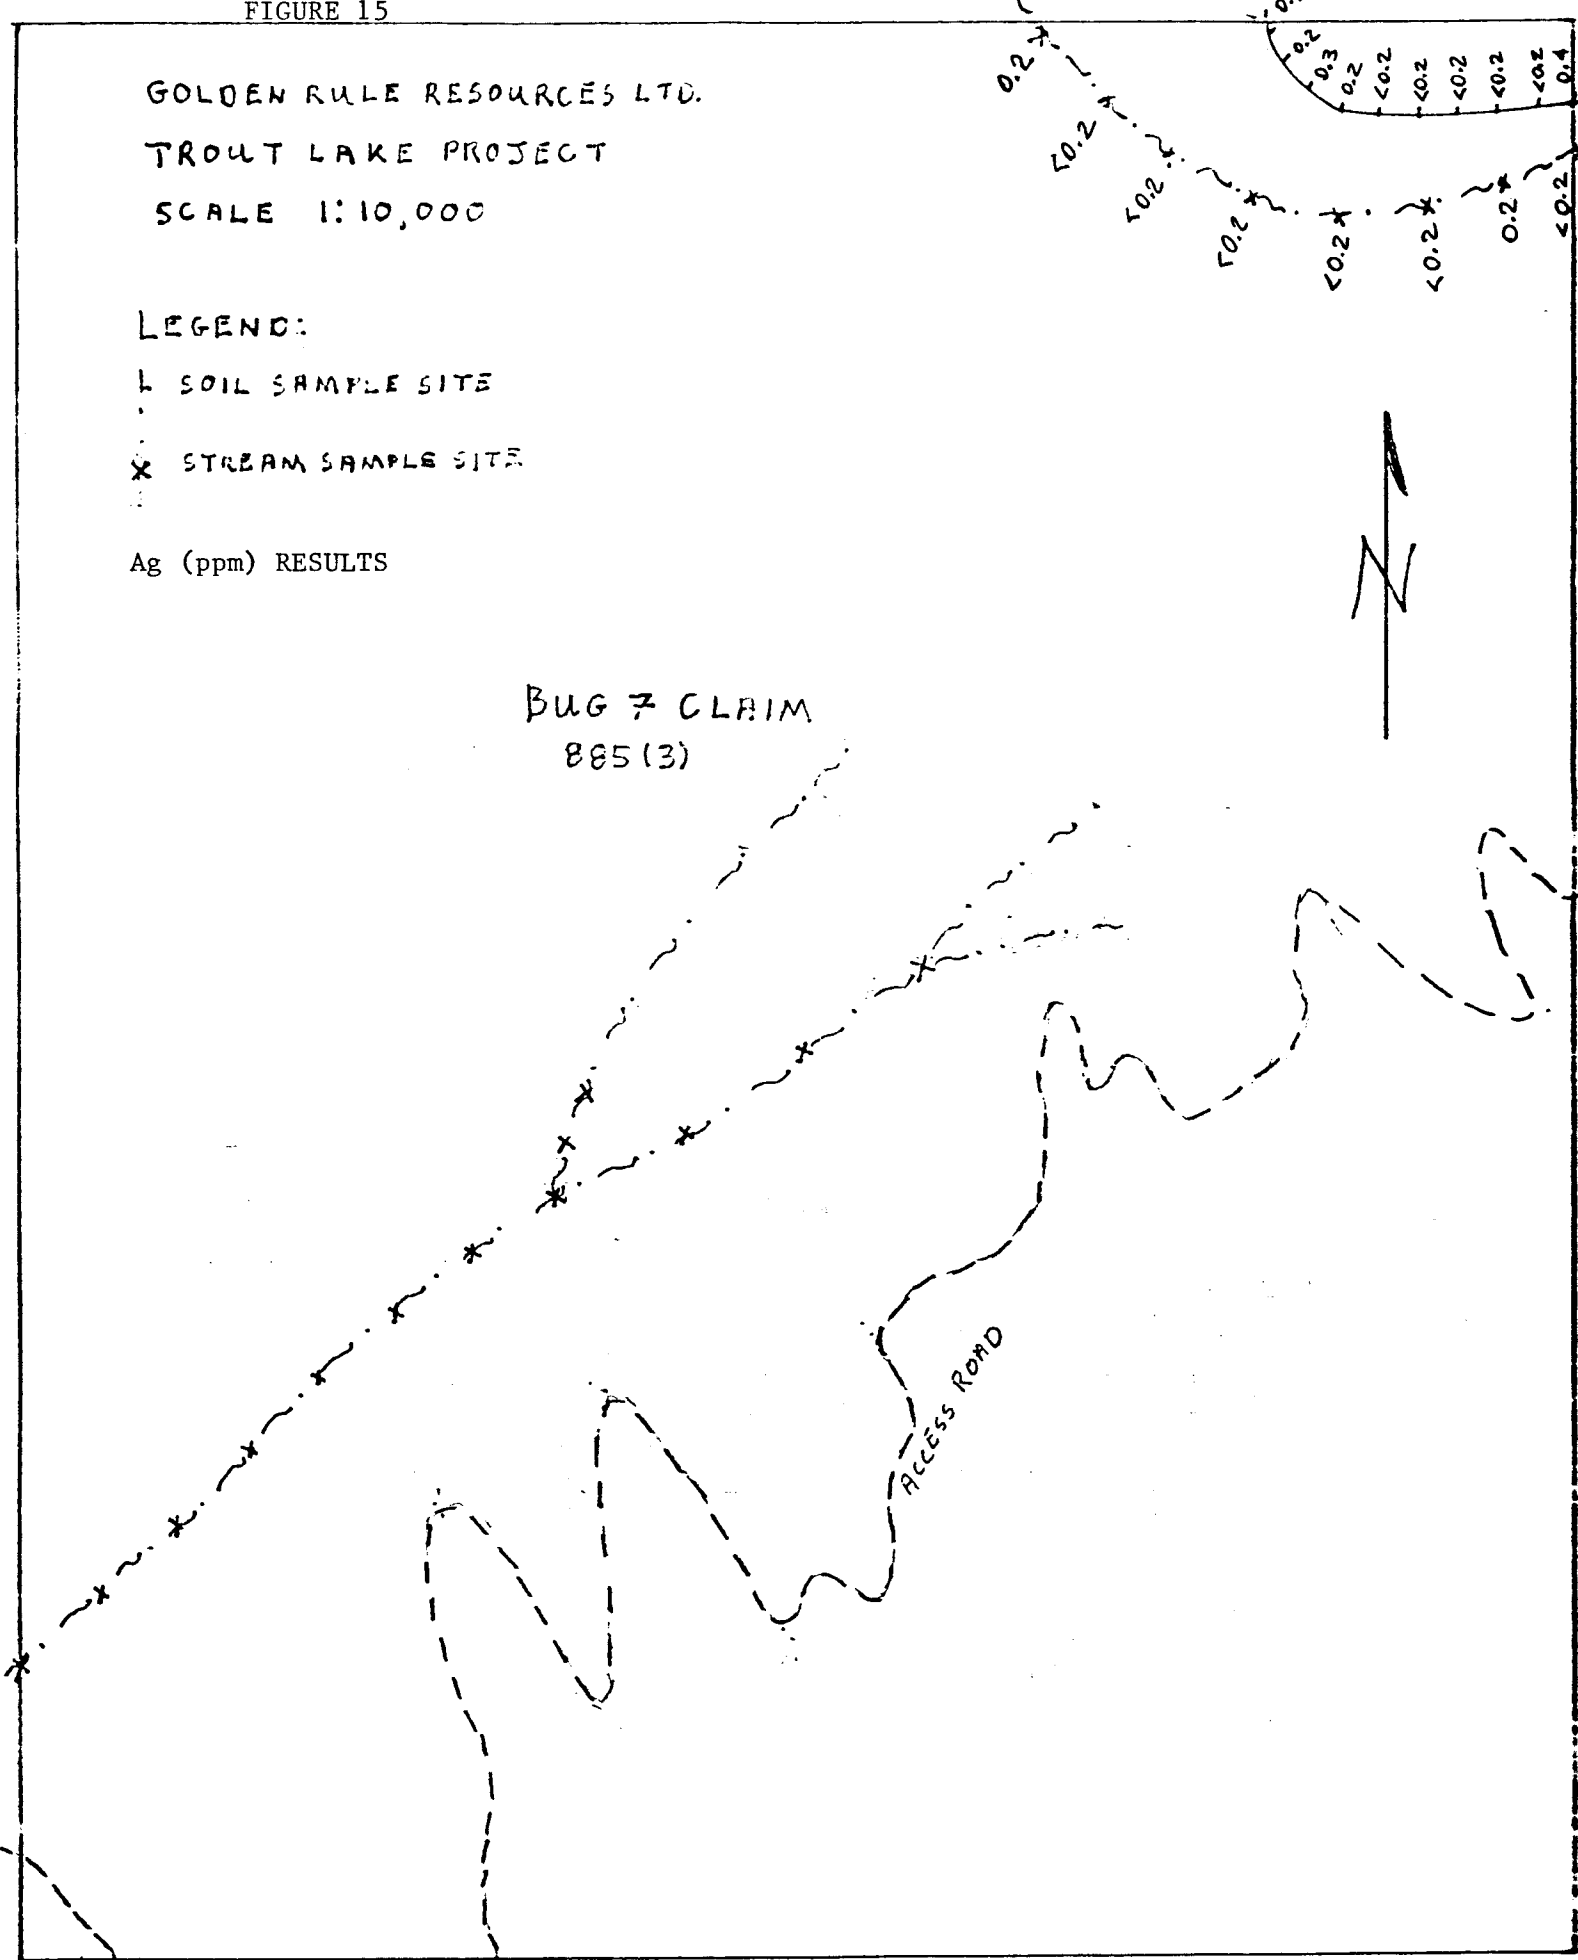 FIGURE 15
GOLDEN RULE RESOURCES LTD.
TROUT LAKE PROJECT
SCALE 1:10,000
LEGEND:
SOIL SAMPLE SITE
x STREAM SAMPLE SITE
Ag (ppm) RESULTS
0.2
0.3
0.2
<0.2
<0.2
<0.2
<0.2
<0.2
0.4
0.2
<0.2
<0.2
<0.2
<0.2
<0.2
0.2
<0.2
N
BUG 7 CLAIM
885(3)
ACCESS ROAD